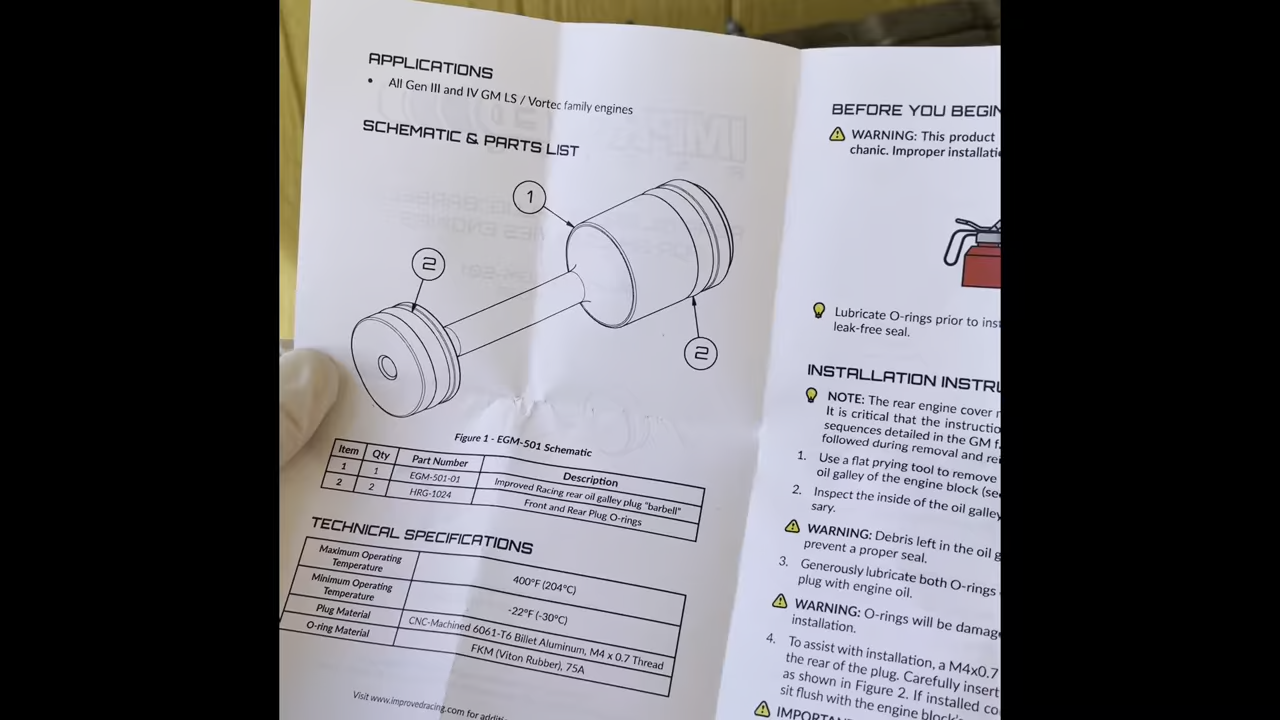 APPLICATIONS
• All Gen III and IV GM LS / Vortec family engines
SCHEMATIC & PARTS LIST
1
2
2
Figure 1 - EGM-501 Schematic
Item Qty Part Number Description
1 1 EGM-501-01 Improved Racing rear oil galley plug "barbell"
2 2 HRG-1024 Front and Rear Plug O-rings
TECHNICAL SPECIFICATIONS
Maximum Operating
Temperature
400°F (204°C)
Minimum Operating
Temperature
-22°F (-30°C)
Plug Material CNC-Machined 6061-T6 Billet Aluminum, M4 x 0.7 Thread
O-ring Material FKM (Viton Rubber), 75A
Visit www.improvedracing.com for
BEFORE YOU BEGIN
WARNING: This product
chanic. Improper
Lubricate O-rings prior to
leak-free seal.
INSTALLATION
NOTE: The rear engine cover
It is critical that the
sequences detailed in the GM
followed during removal and
1. Use a flat prying tool to remove
oil galley of the engine block
2. Inspect the inside of the oil galley
sary.
WARNING: Debris left in the oil
prevent a proper seal.
3. Generously lubricate both O-rings
plug with engine oil.
WARNING: O-rings will be
installation.
4. To assist with installation, a M4x0.7
the rear of the plug. Carefully insert
as shown in Figure 2. If installed
sit flush with the engine block's